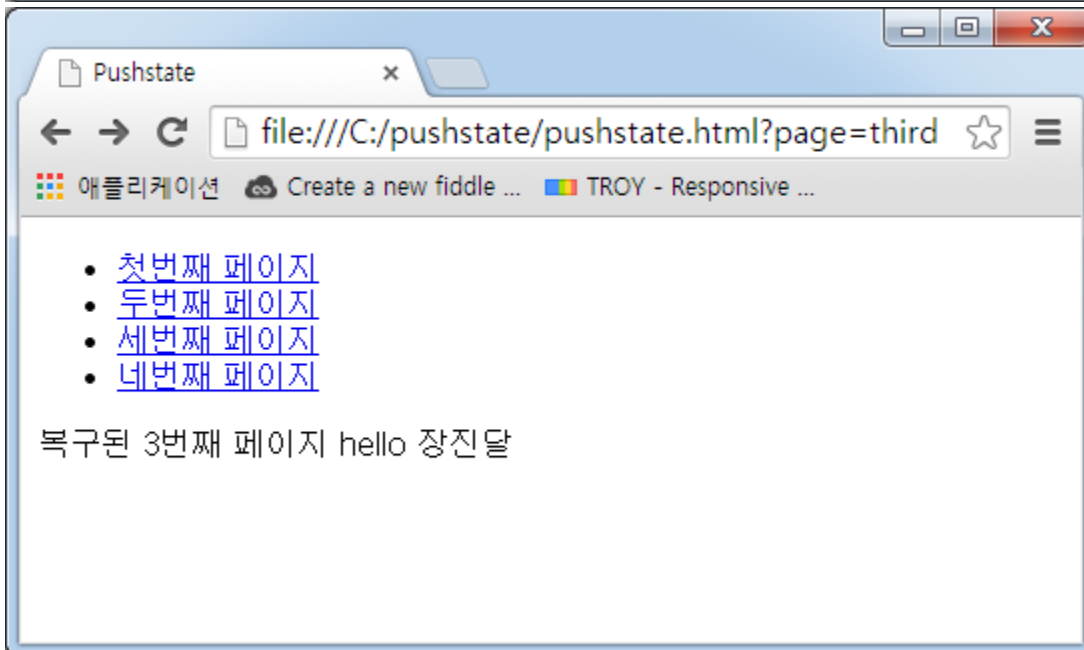 Pushstate
file:///C:/pushstate/pushstate.html?page=third
애플리케이션 Create a new fiddle ... TROY - Responsive ...
첫번째 페이지
두번째 페이지
세번째 페이지
네번째 페이지
복구된 3번째 페이지 hello 장진달